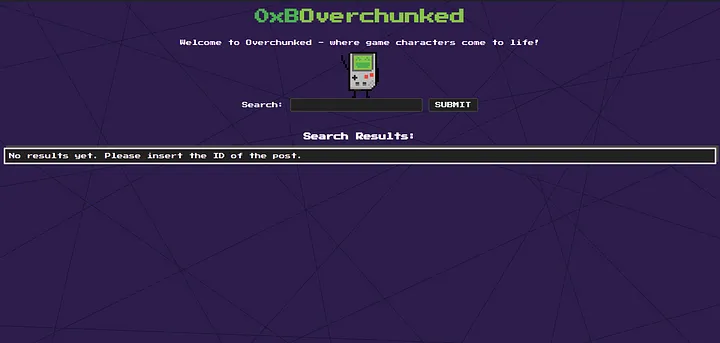 0xBOverchunked
Welcome to Overchunked - where game characters come to life!
Search:
SUBMIT
Search Results:
No results yet. Please insert the ID of the post.